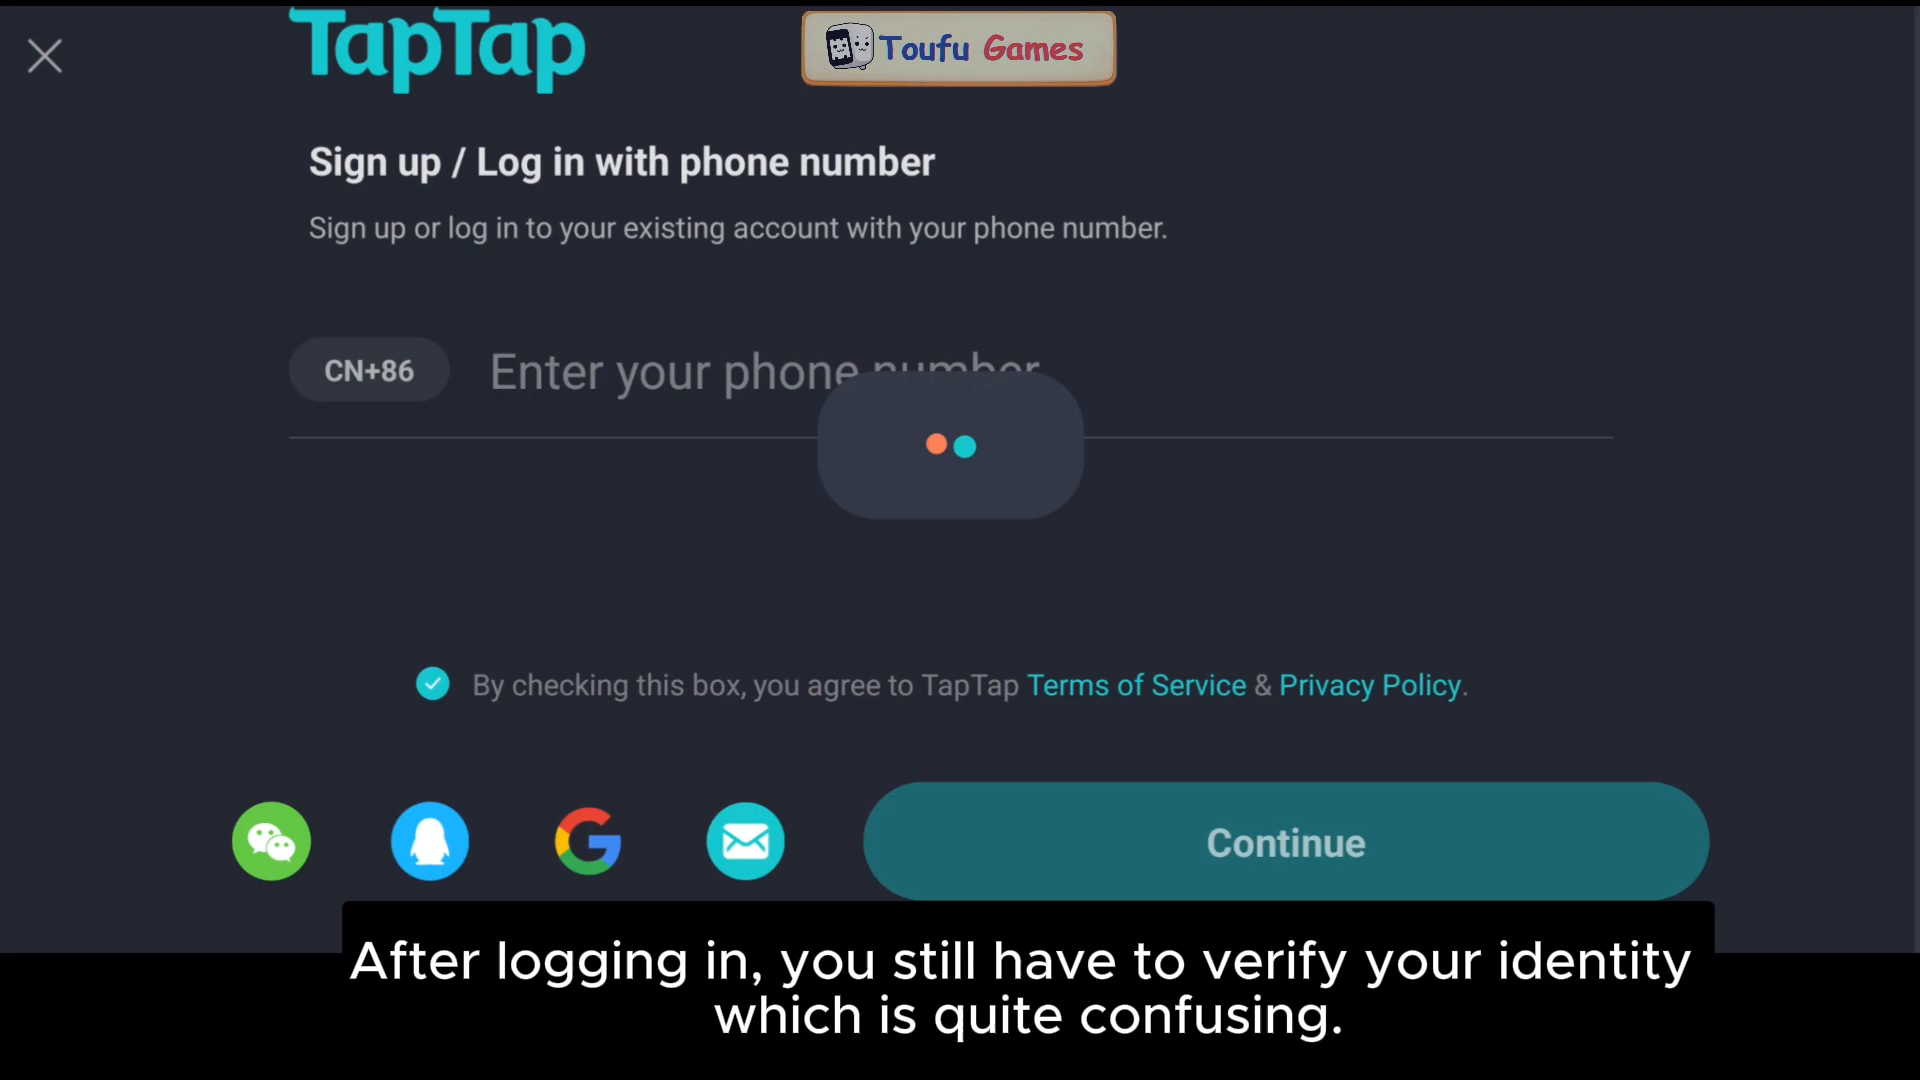 TapTap
Toufu Games
Sign up / Log in with phone number
Sign up or log in to your existing account with your phone number.
CN+86 Enter your phone number
By checking this box, you agree to TapTap Terms of Service & Privacy Policy.
Continue
After logging in, you still have to verify your identity
which is quite confusing.